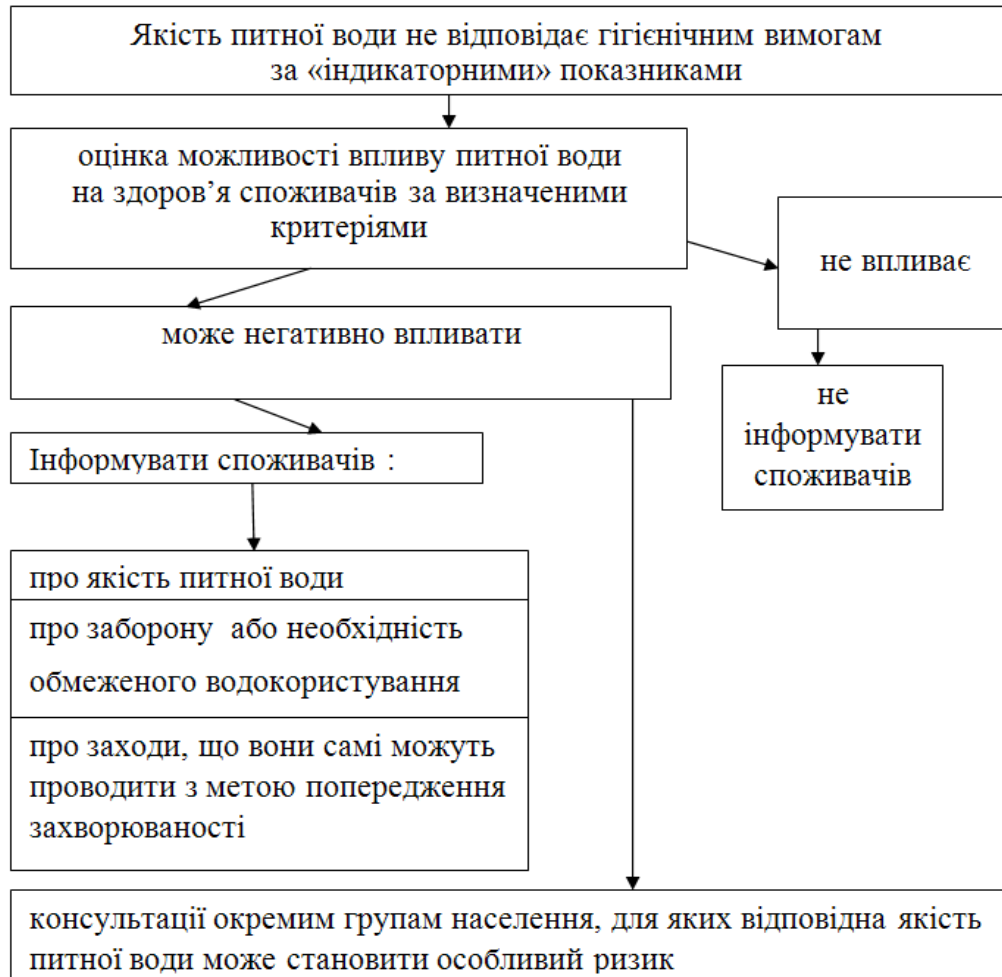 Якість питної води не відповідає гігієнічним вимогам
за «індикаторними» показниками
оцінка можливості впливу питної води
на здоров’я споживачів за визначеними
критеріями
не впливає
може негативно впливати
не
інформувати
споживачів
Інформувати споживачів :
про якість питної води
про заборону або необхідність
обмеженого водокористування
про заходи, що вони самі можуть
проводити з метою попередження
захворюваності
консультації окремим групам населення, для яких відповідна якість
питної води може становити особливий ризик